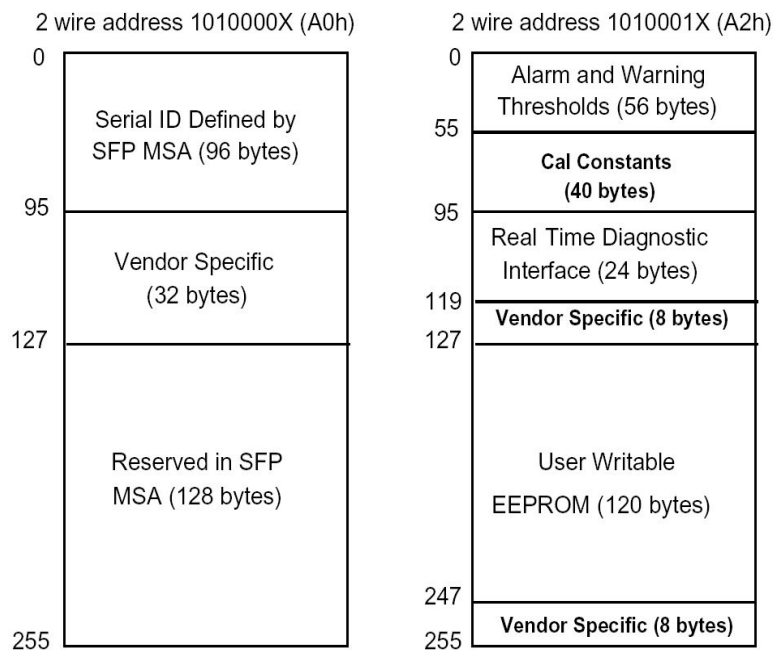 2 wire address 1010000X (A0h)
0
Serial ID Defined by
SFP MSA (96 bytes)
95
Vendor Specific
(32 bytes)
127
Reserved in SFP
MSA (128 bytes)
255
2 wire address 1010001X (A2h)
0
Alarm and Warning
Thresholds (56 bytes)
55
Cal Constants
(40 bytes)
95
Real Time Diagnostic
Interface (24 bytes)
119
Vendor Specific (8 bytes)
127
User Writable
EEPROM (120 bytes)
247
Vendor Specific (8 bytes)
255